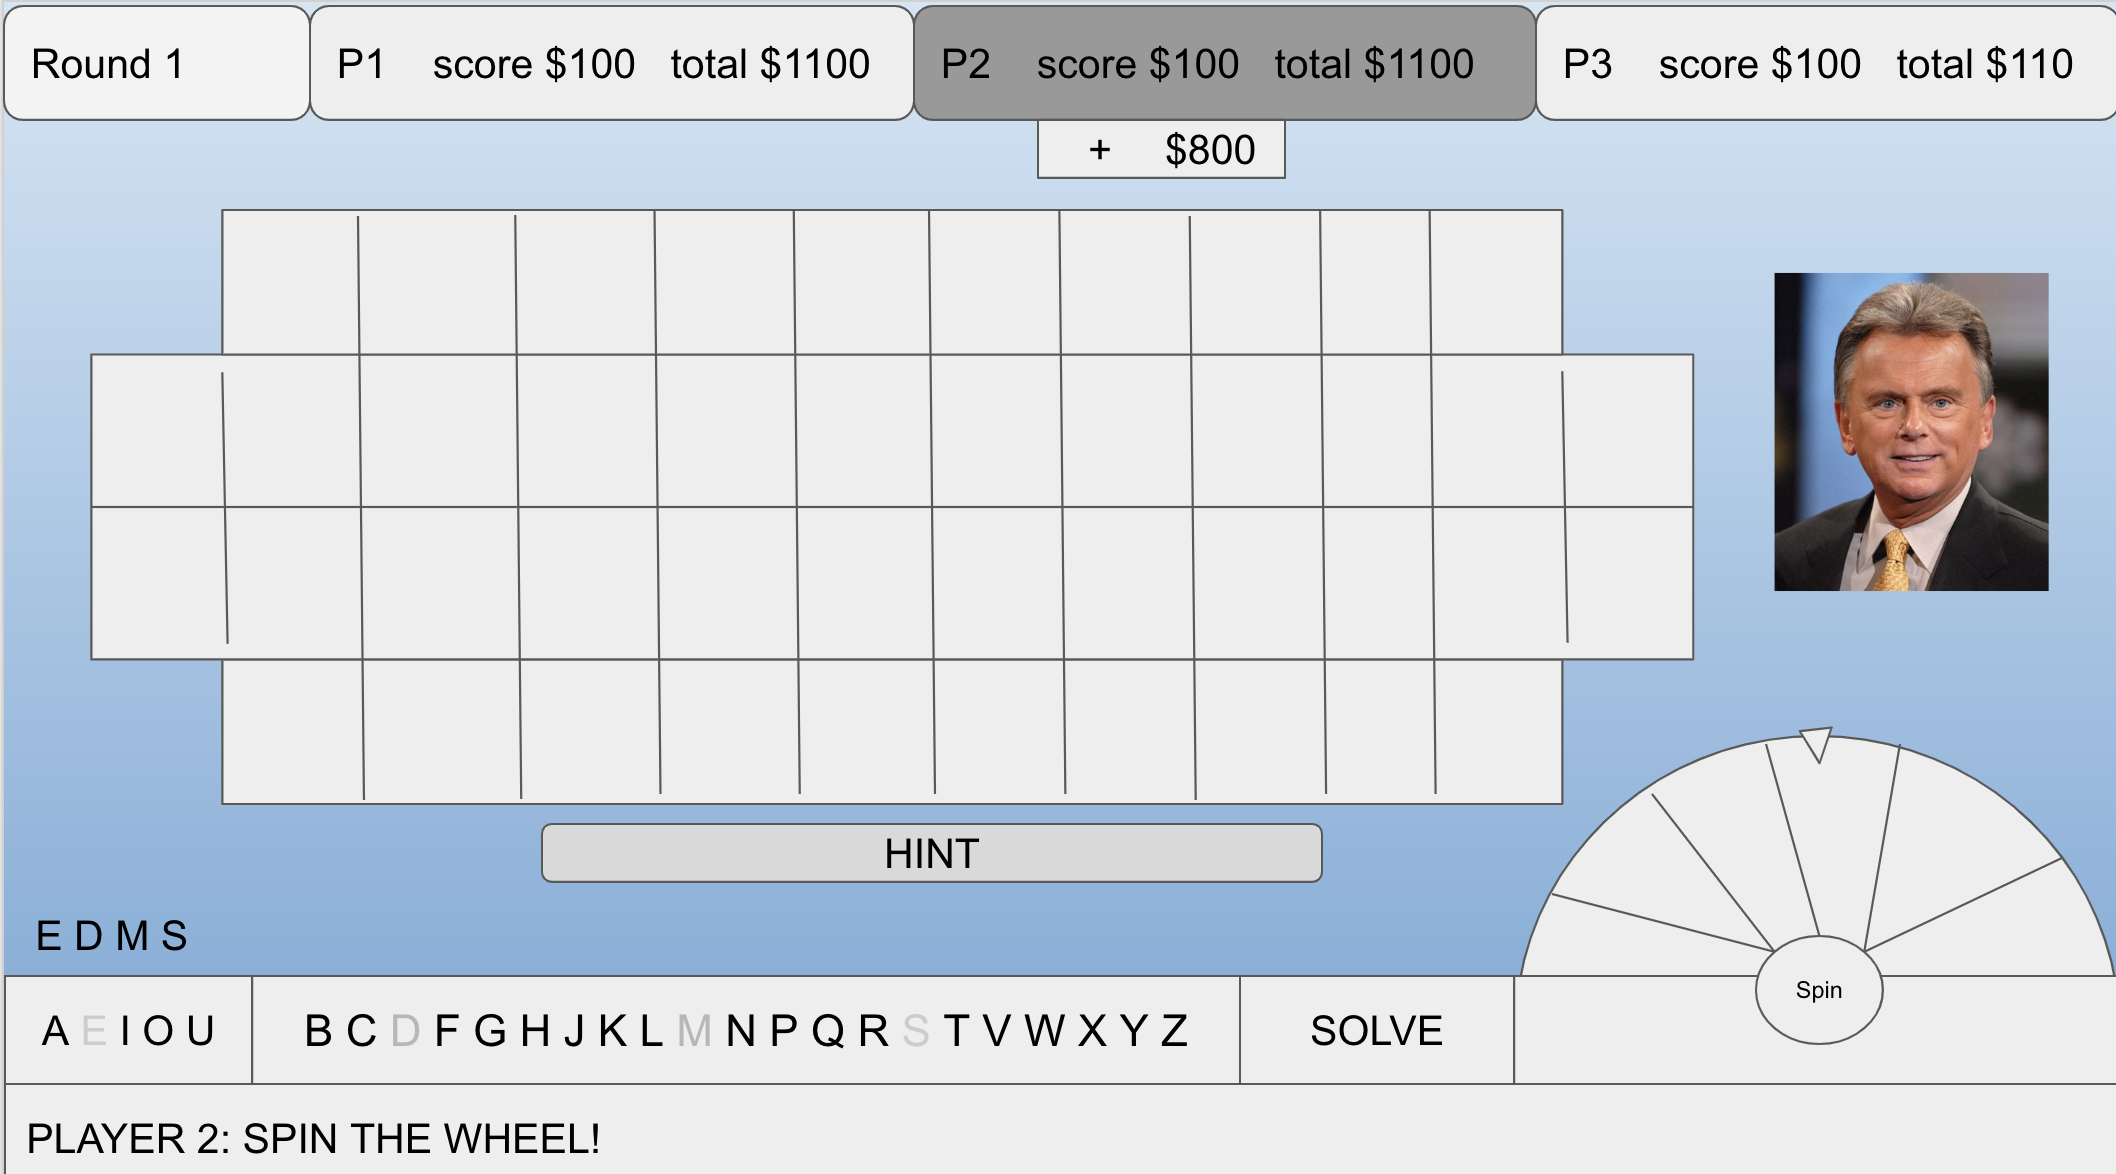 Round 1
P1 score $100 total $1100
P2 score $100 total $1100
P3 score $100 total $110
+ $800
HINT
E D M S
A E I O U
B C D F G H J K L M N P Q R S T V W X Y Z
SOLVE
Spin
PLAYER 2: SPIN THE WHEEL!